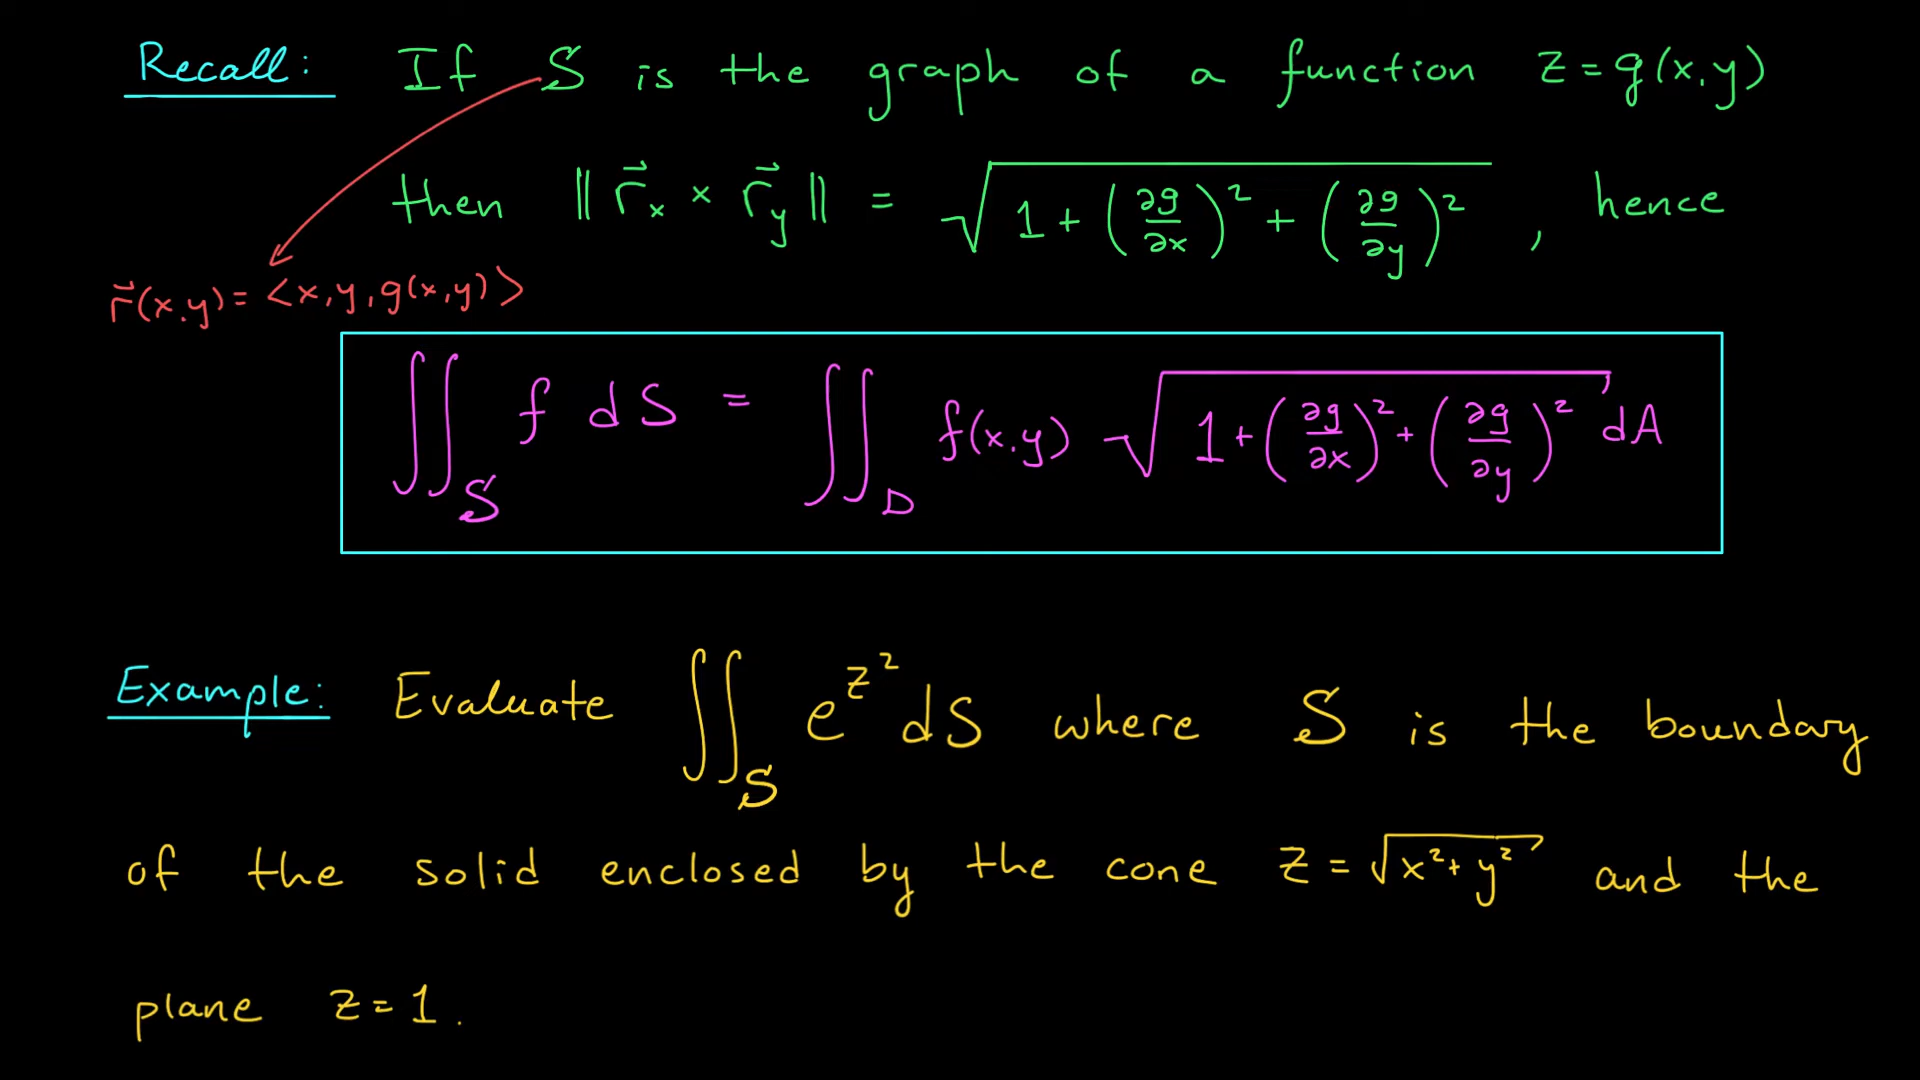 Recall: If S is the graph of a function z = g(x,y)
then ‖ r⃗ₓ × r⃗_y ‖ = √(1 + (∂g/∂x)² + (∂g/∂y)²) , hence
r⃗(x,y) = <x,y,g(x,y)>
∬_S f dS = ∬_D f(x,y) √(1+(∂g/∂x)²+(∂g/∂y)²) dA
Example: Evaluate ∬_S e^{z²} dS where S is the boundary
of the solid enclosed by the cone z = √(x²+y²) and the
plane z = 1.